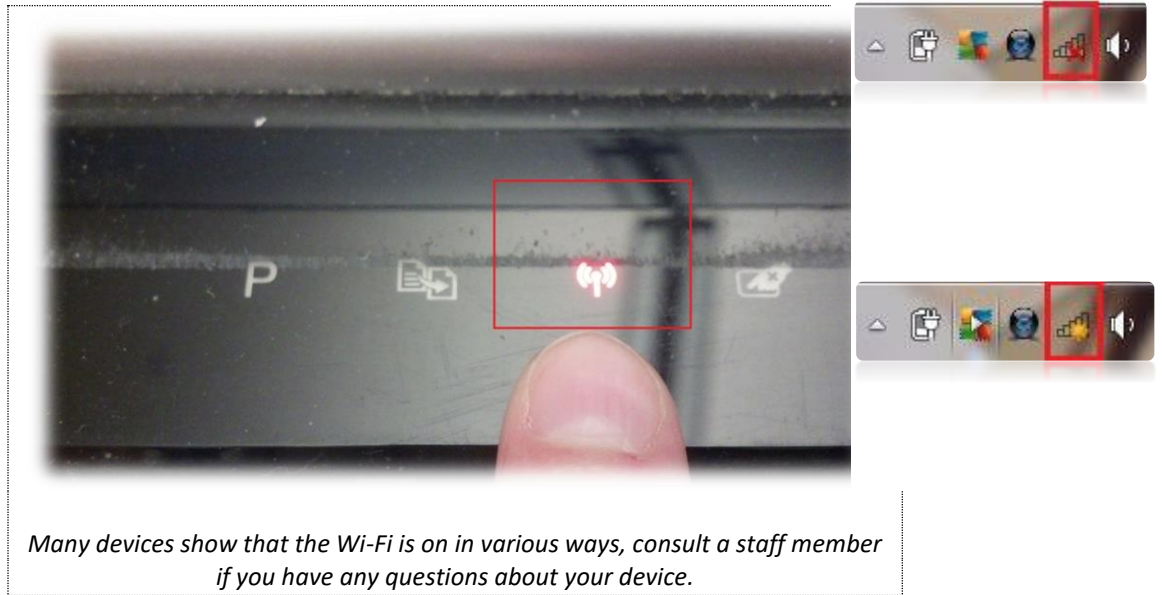 P
Many devices show that the Wi-Fi is on in various ways, consult a staff member
if you have any questions about your device.